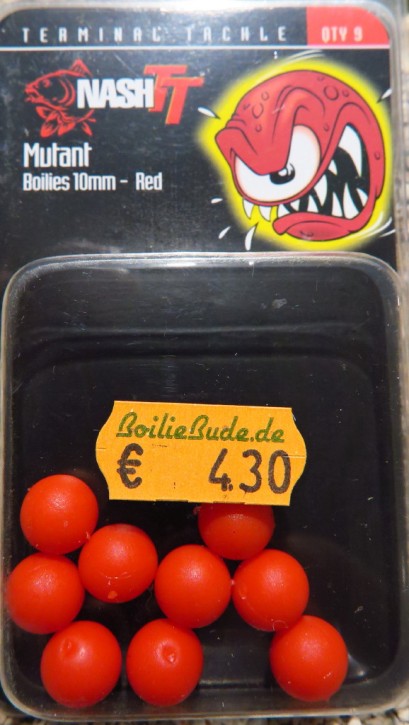 TERMINAL TACKLE QTY 9
NASH TT
Mutant
Boilies 10mm - Red
BoilieBude.de
€ 4.30